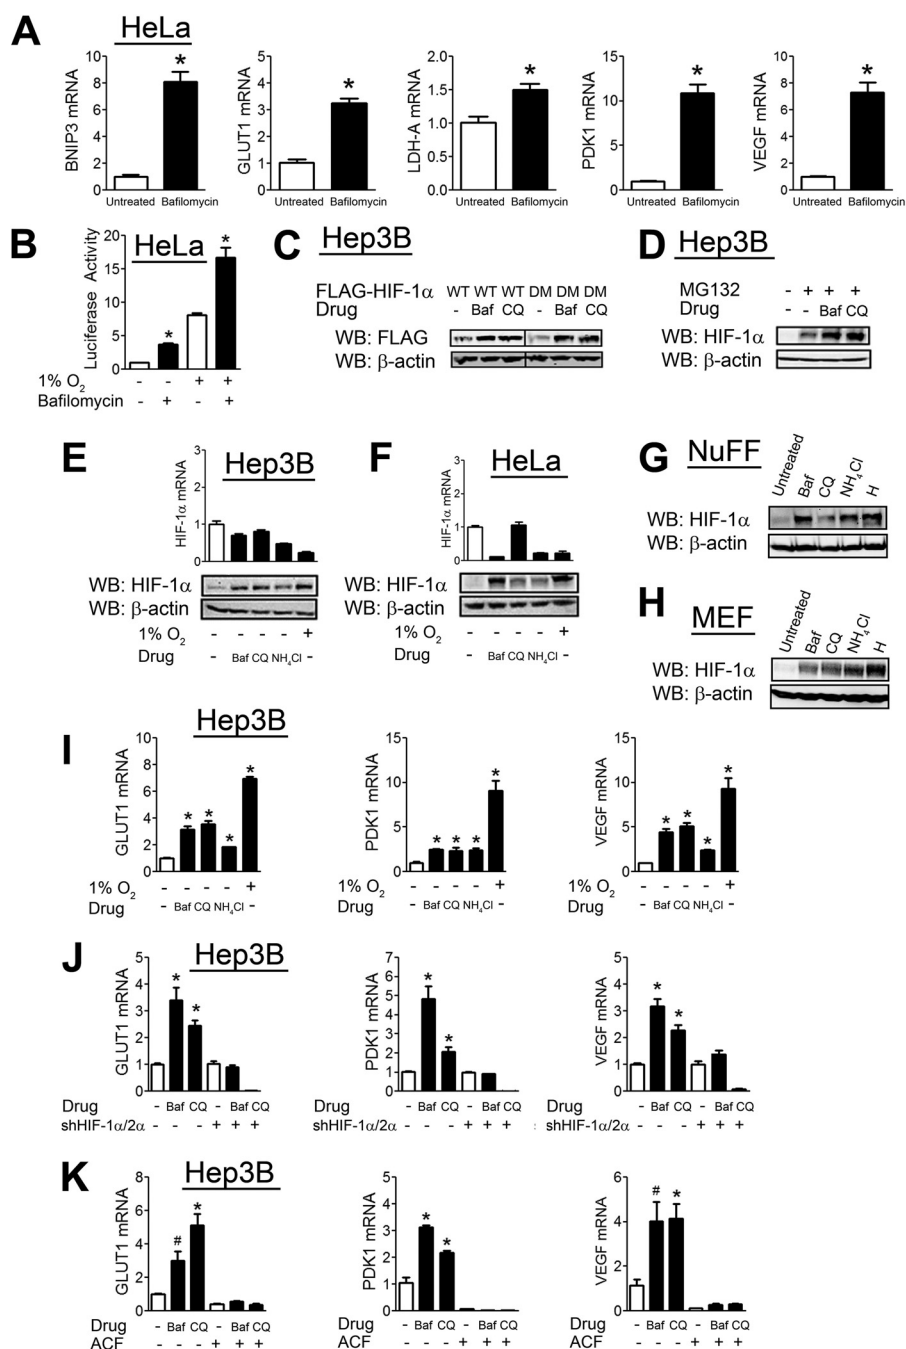 A HeLa
BNIP3 mRNA
10
8
6
4
2
0
Untreated Bafilomycin
GLUT1 mRNA
5
4
3
2
1
0
Untreated Bafilomycin
LDH-A mRNA
2.0
1.5
1.0
0.5
0.0
Untreated Bafilomycin
PDK1 mRNA
15
10
5
0
Untreated Bafilomycin
VEGF mRNA
10
8
6
4
2
0
Untreated Bafilomycin
* * * * *
B HeLa
Luciferase Activity
20
15
10
5
0
* *
1% O2 - - + +
Bafilomycin - + - +
C Hep3B
FLAG-HIF-1α WT WT WT DM DM DM
Drug - Baf CQ - Baf CQ
WB: FLAG
WB: β-actin
D Hep3B
MG132 - + + +
Drug - - Baf CQ
WB: HIF-1α
WB: β-actin
E Hep3B
HIF-1α mRNA
3
2
1
0
WB: HIF-1α
WB: β-actin
1% O2 - - - - +
Drug - Baf CQ NH4Cl -
F HeLa
HIF-1α mRNA
3
2
1
0
WB: HIF-1α
WB: β-actin
1% O2 - - - - +
Drug - Baf CQ NH4Cl -
G NuFF
Untreated Baf CQ NH4Cl H
WB: HIF-1α
WB: β-actin
H MEF
Untreated Baf CQ NH4Cl H
WB: HIF-1α
WB: β-actin
I Hep3B
GLUT1 mRNA
10
8
6
4
2
0
* * * *
1% O2 - - - - +
Drug - Baf CQ NH4Cl -
PDK1 mRNA
15
10
5
0
* * * *
1% O2 - - - - +
Drug - Baf CQ NH4Cl -
VEGF mRNA
15
10
5
0
* * * *
1% O2 - - - - +
Drug - Baf CQ NH4Cl -
J Hep3B
GLUT1 mRNA
5
4
3
2
1
0
* *
Drug - Baf CQ - Baf CQ
shHIF-1α/2α - - - + + +
PDK1 mRNA
7
6
5
4
3
2
1
0
* *
Drug - Baf CQ - Baf CQ
shHIF-1α/2α - - - + + +
VEGF mRNA
5
4
3
2
1
0
* *
Drug - Baf CQ - Baf CQ
shHIF-1α/2α - - - + + +
K Hep3B
GLUT1 mRNA
8
6
4
2
0
# *
Drug - Baf CQ - Baf CQ
ACF - - - + + +
PDK1 mRNA
5
4
3
2
1
0
* *
Drug - Baf CQ - Baf CQ
ACF - - - + + +
VEGF mRNA
6
4
2
0
# *
Drug - Baf CQ - Baf CQ
ACF - - - + + +